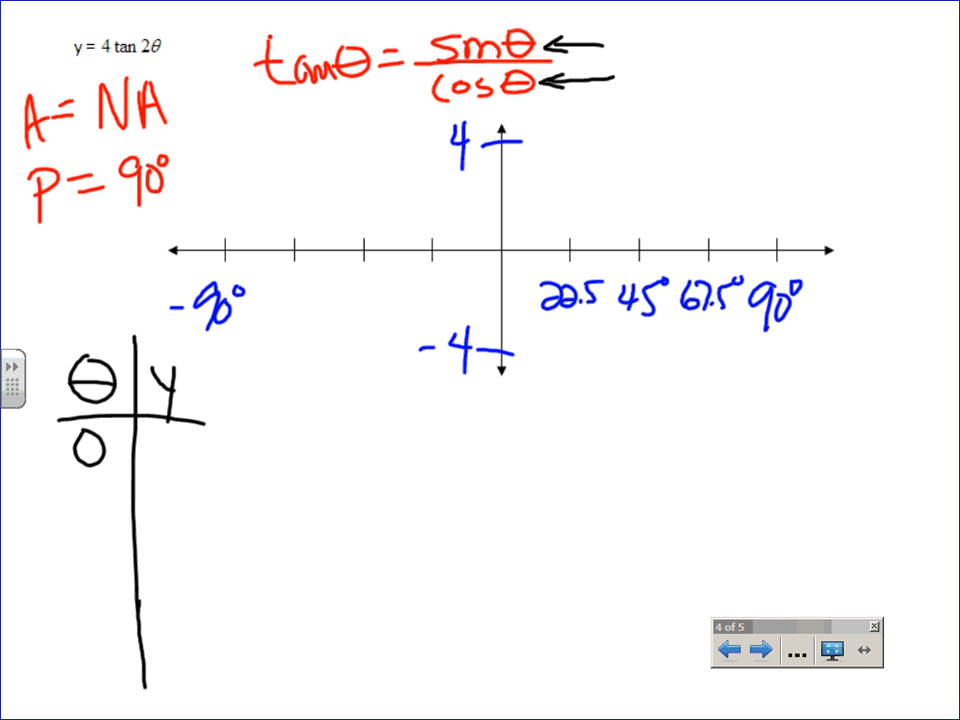 y = 4 tan 2θ
tanθ = sinθ
cosθ
A = NA
P = 90°
4
-90°
22.5 45° 67.5° 90°
-4
θ y
0
4 of 5
...